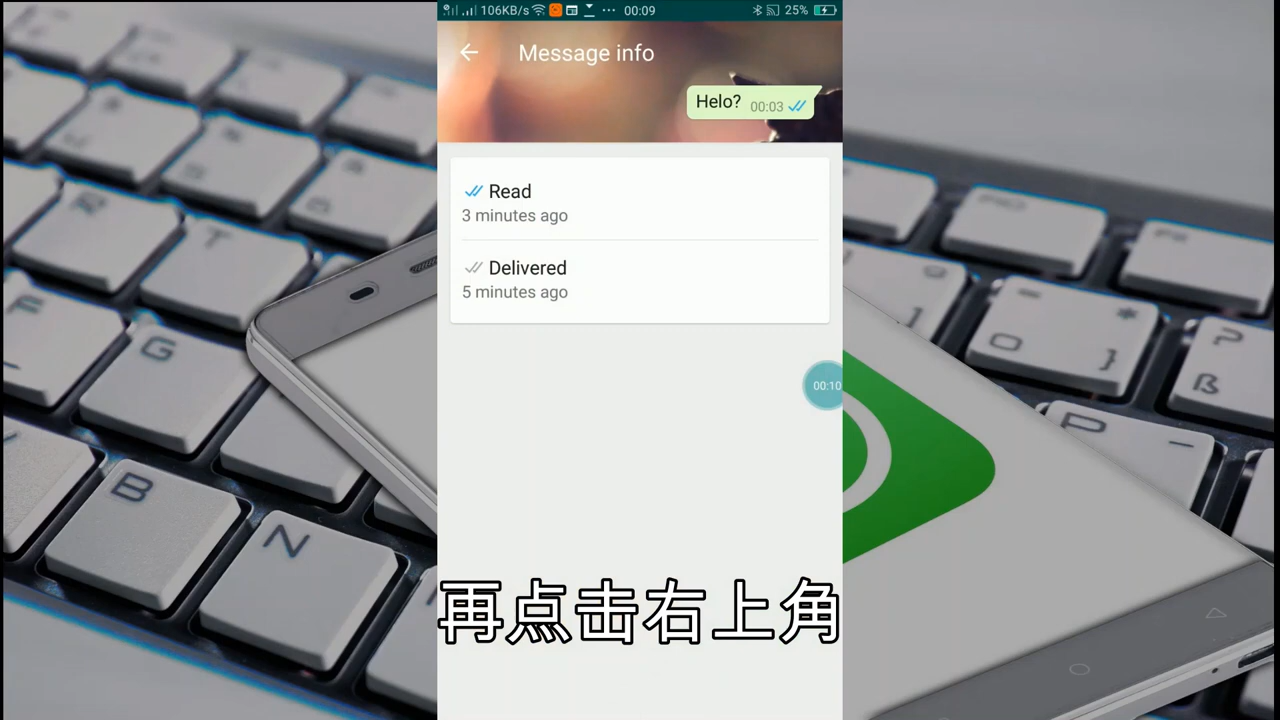 106KB/s
00:09
25%
Message info
Helo? 00:03
Read
3 minutes ago
Delivered
5 minutes ago
00:10
再点击右上角
R
T
F
G
B
N
O
}
*
?
ß
P